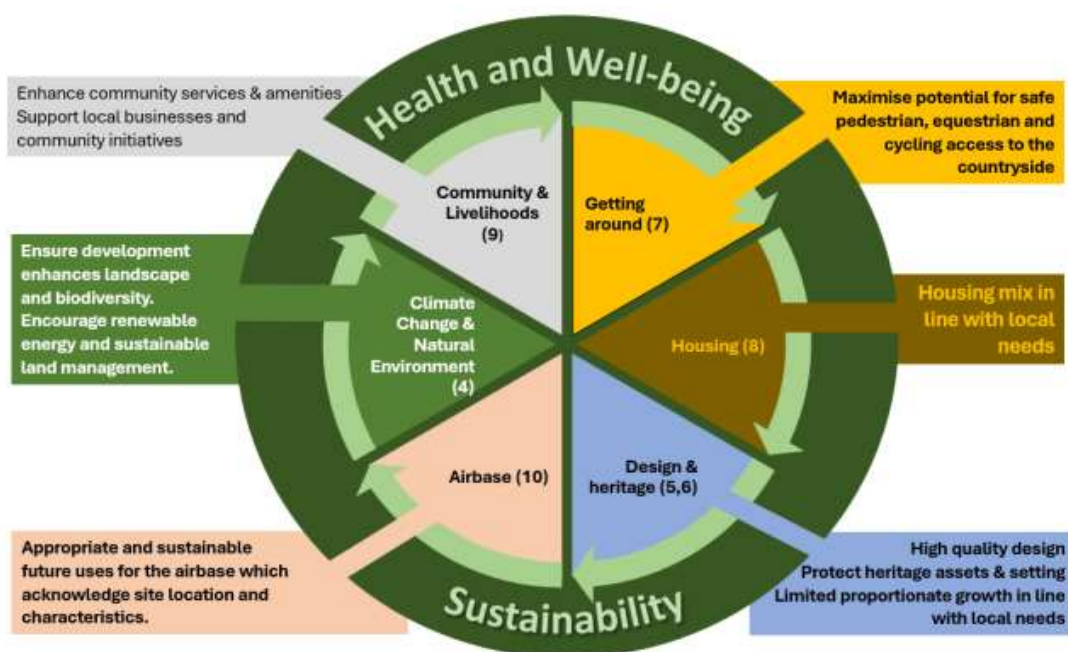 Health and Well-being
Enhance community services & amenities
Support local businesses and
community initiatives
Maximise potential for safe
pedestrian, equestrian and
cycling access to the
countryside
Community &
Livelihoods
(9)
Getting
around (7)
Ensure development
enhances landscape
and biodiversity.
Encourage renewable
energy and sustainable
land management.
Climate
Change &
Natural
Environment
(4)
Housing (8)
Housing mix in
line with local
needs
Airbase (10)
Design &
heritage (5,6)
Appropriate and sustainable
future uses for the airbase which
acknowledge site location and
characteristics.
High quality design
Protect heritage assets & setting
Limited proportionate growth in line
with local needs
Sustainability